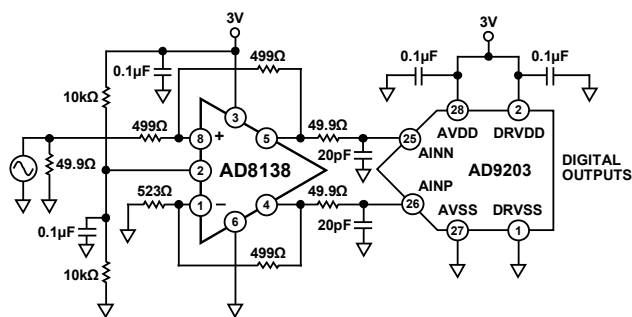 3V
3V
0.1µF
499Ω
0.1µF
0.1µF
10kΩ
499Ω
49.9Ω
49.9Ω
20pF
8
+
3
5
28
2
AVDD
DRVDD
25
AINN
2
AD8138
AD9203
DIGITAL
OUTPUTS
523Ω
49.9Ω
AINP
26
1
−
6
4
AVSS
DRVSS
27
1
0.1µF
20pF
10kΩ
499Ω